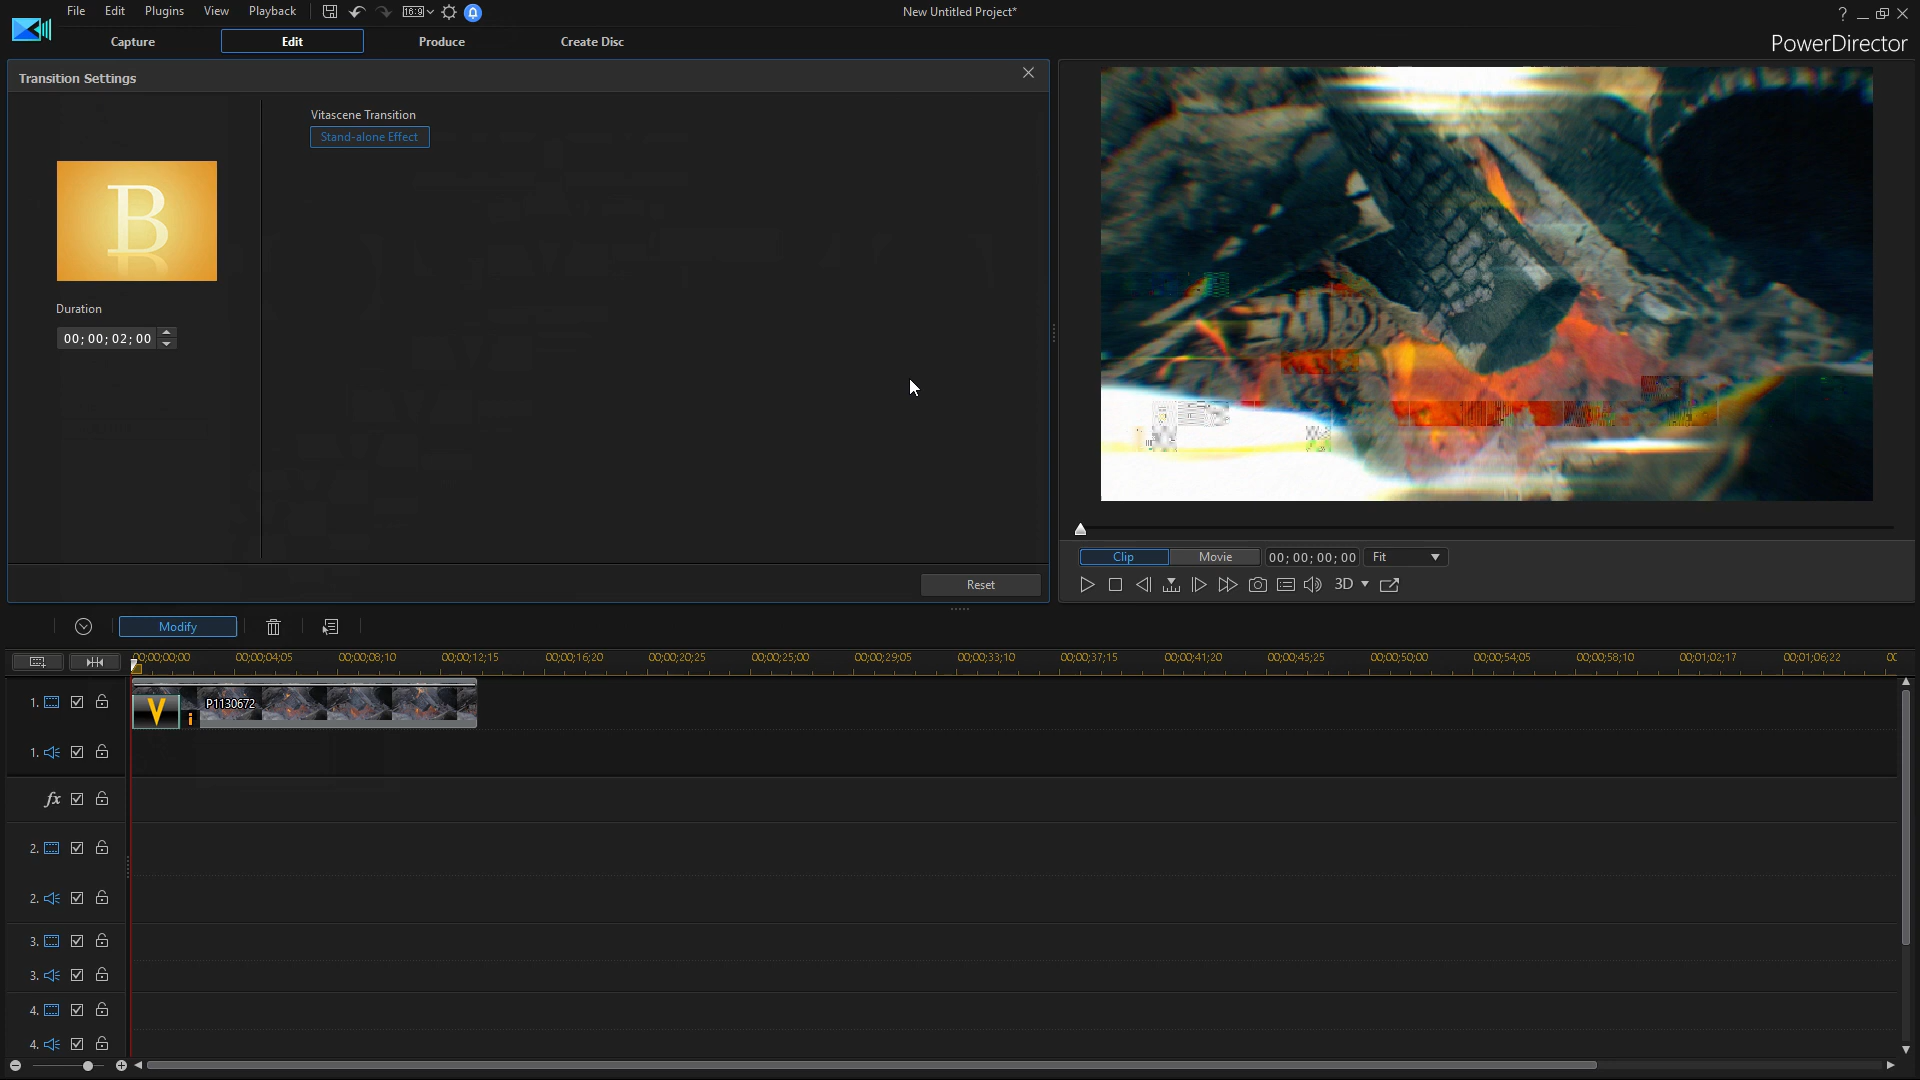 File Edit Plugins View Playback 16:9 New Untitled Project* ?
Capture Edit Produce Create Disc PowerDirector
Transition Settings
Vitascene Transition
Stand-alone Effect
B
Duration
00;00;02;00
Reset
Clip Movie 00;00;00;00 Fit
3D
Modify
00;00;00;00 00;00;04;05 00;00;08;10 00;00;12;15 00;00;16;20 00;00;20;25 00;00;25;00 00;00;29;05 00;00;33;10 00;00;37;15 00;00;41;20 00;00;45;25 00;00;50;00 00;00;54;05 00;00;58;10 00;01;02;17 00;01;06;22
1. V i P1130672
1.
fx
2.
2.
3.
3.
4.
4.